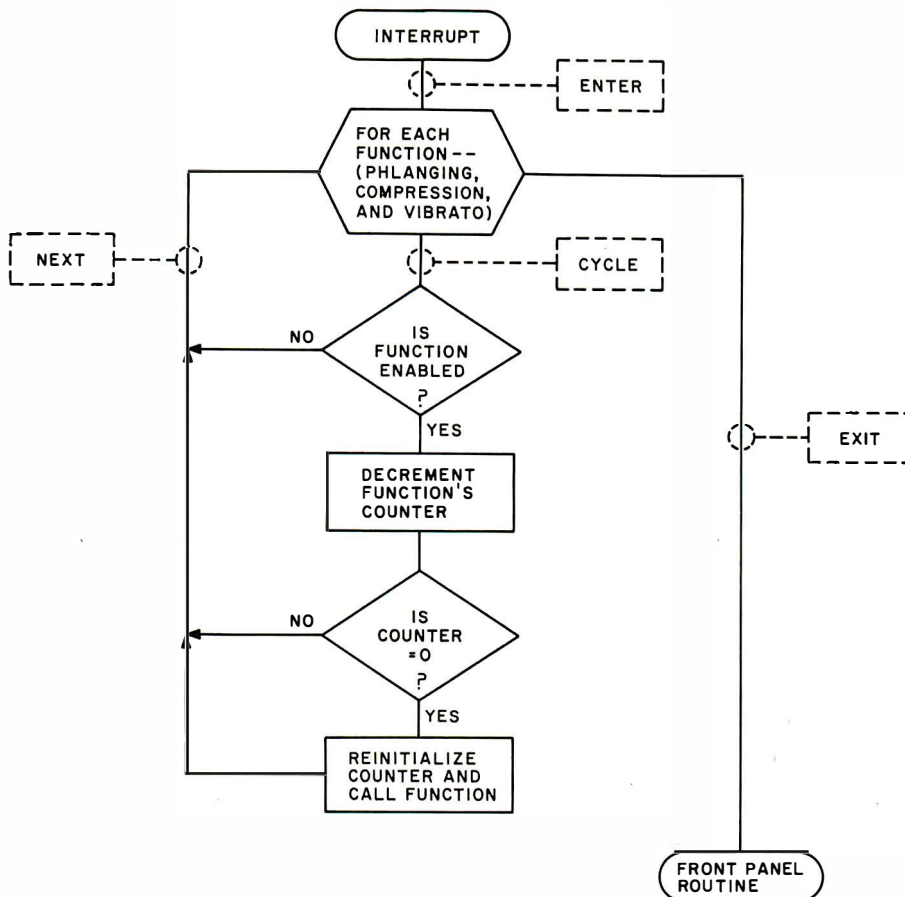 INTERRUPT
ENTER
FOR EACH
FUNCTION--
(PHLANGING,
COMPRESSION,
AND VIBRATO)
NEXT
CYCLE
NO
IS
FUNCTION
ENABLED
?
YES
EXIT
DECREMENT
FUNCTION'S
COUNTER
NO
IS
COUNTER
=0
?
YES
REINITIALIZE
COUNTER AND
CALL FUNCTION
FRONT PANEL
ROUTINE